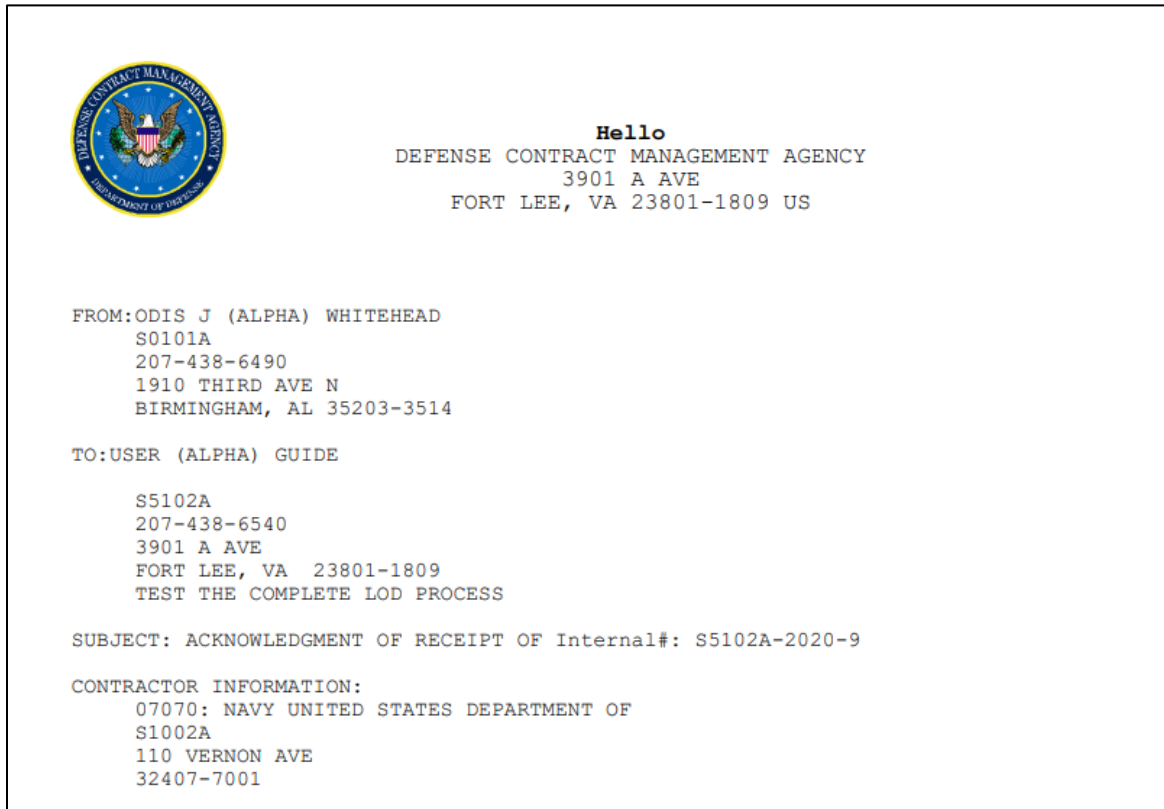 DEFENSE CONTRACT MANAGEMENT AGENCY
DEPARTMENT OF DEFENSE
Hello
DEFENSE CONTRACT MANAGEMENT AGENCY
3901 A AVE
FORT LEE, VA 23801-1809 US
FROM:ODIS J (ALPHA) WHITEHEAD
S0101A
207-438-6490
1910 THIRD AVE N
BIRMINGHAM, AL 35203-3514
TO:USER (ALPHA) GUIDE
S5102A
207-438-6540
3901 A AVE
FORT LEE, VA  23801-1809
TEST THE COMPLETE LOD PROCESS
SUBJECT: ACKNOWLEDGMENT OF RECEIPT OF Internal#: S5102A-2020-9
CONTRACTOR INFORMATION:
07070: NAVY UNITED STATES DEPARTMENT OF
S1002A
110 VERNON AVE
32407-7001